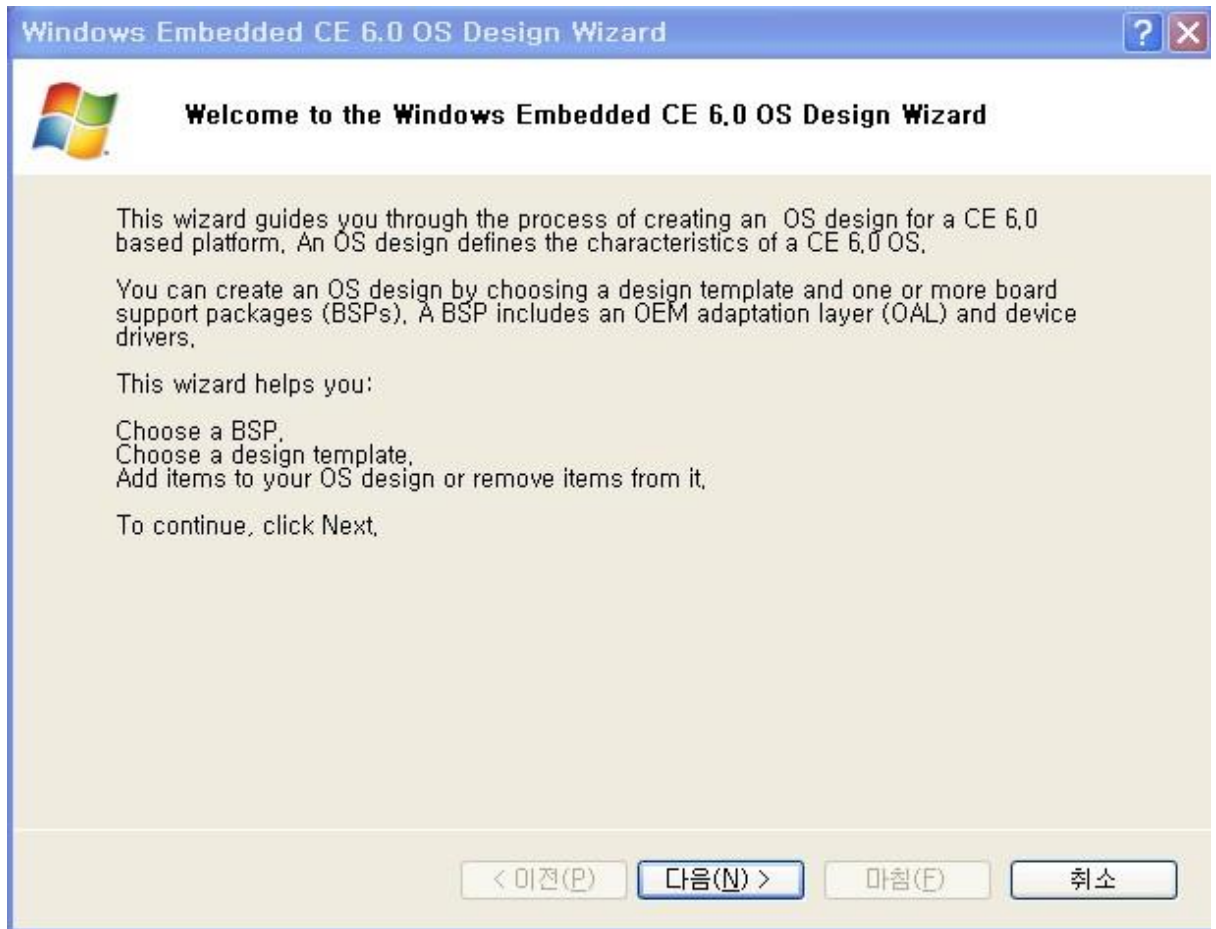 Windows Embedded CE 6.0 OS Design Wizard
Welcome to the Windows Embedded CE 6.0 OS Design Wizard
This wizard guides you through the process of creating an  OS design for a CE 6.0
based platform. An OS design defines the characteristics of a CE 6.0 OS.
You can create an OS design by choosing a design template and one or more board
support packages (BSPs). A BSP includes an OEM adaptation layer (OAL) and device
drivers.
This wizard helps you:
Choose a BSP.
Choose a design template.
Add items to your OS design or remove items from it.
To continue, click Next.
< 이전(P) 다음(N) > 마침(F) 취소